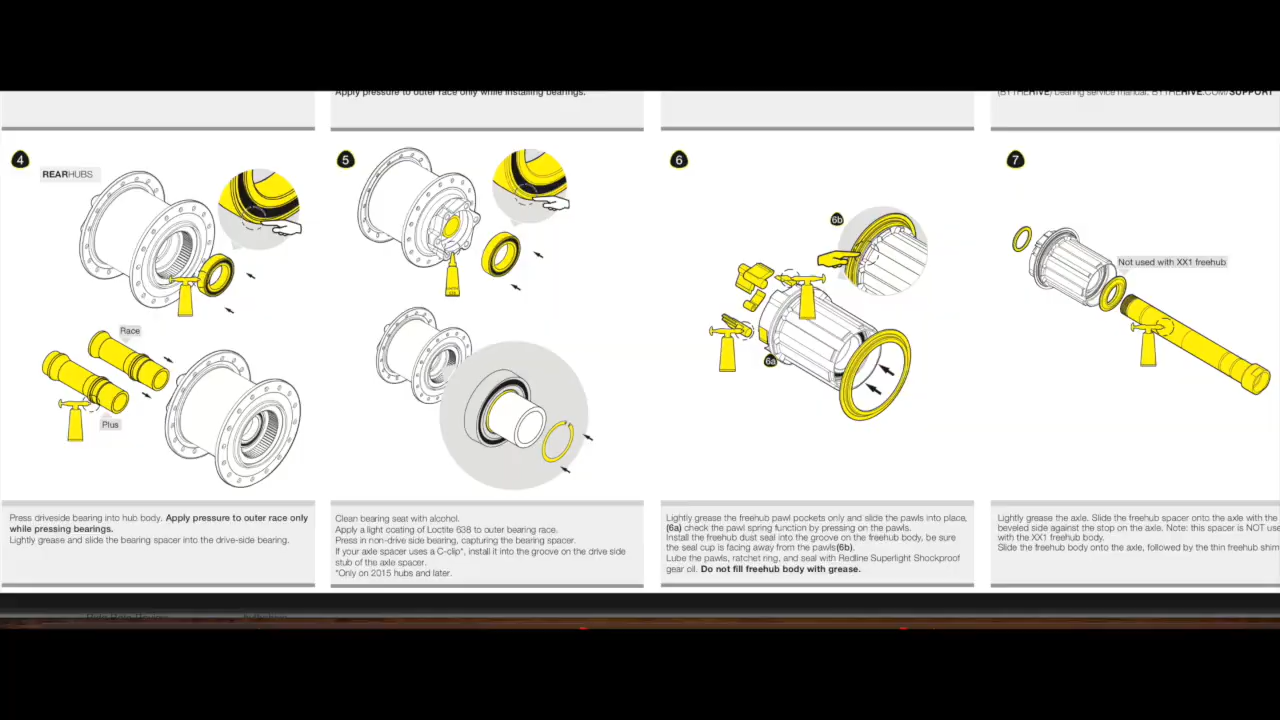 Apply pressure to outer race only while installing bearings.
(BYTHEHIVE) bearing service manual. BYTHEHIVE.COM/SUPPORT
4
REARHUBS
Race
Plus
Press driveside bearing into hub body. Apply pressure to outer race only
while pressing bearings.
Lightly grease and slide the bearing spacer into the drive-side bearing.
5
Clean bearing seat with alcohol.
Apply a light coating of Loctite 638 to outer bearing race.
Press in non-drive side bearing, capturing the bearing spacer.
If your axle spacer uses a C-clip*, install it into the groove on the drive side
stub of the axle spacer.
*Only on 2015 hubs and later.
6
6b
6a
Lightly grease the freehub pawl pockets only and slide the pawls into place,
(6a) check the pawl spring function by pressing on the pawls.
Install the freehub dust seal into the groove on the freehub body, be sure
the seal cup is facing away from the pawls(6b).
Lube the pawls, ratchet ring, and seal with Redline Superlight Shockproof
gear oil. Do not fill freehub body with grease.
7
Not used with XX1 freehub
Lightly grease the axle. Slide the freehub spacer onto the axle with the
beveled side against the stop on the axle. Note: this spacer is NOT use
with the XX1 freehub body.
Slide the freehub body onto the axle, followed by the thin freehub shim